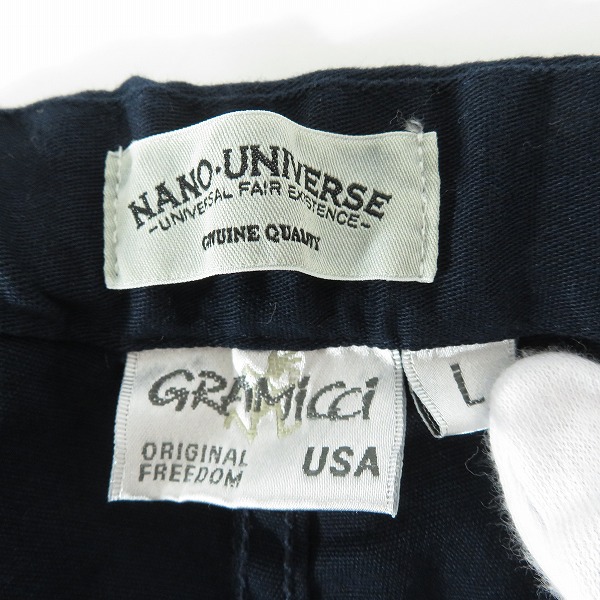 NANO·UNIVERSE
-UNIVERSAL FAIR EXISTENCE-
GENUINE QUALITY
GRAMiCCi
ORIGINAL FREEDOM
USA
L